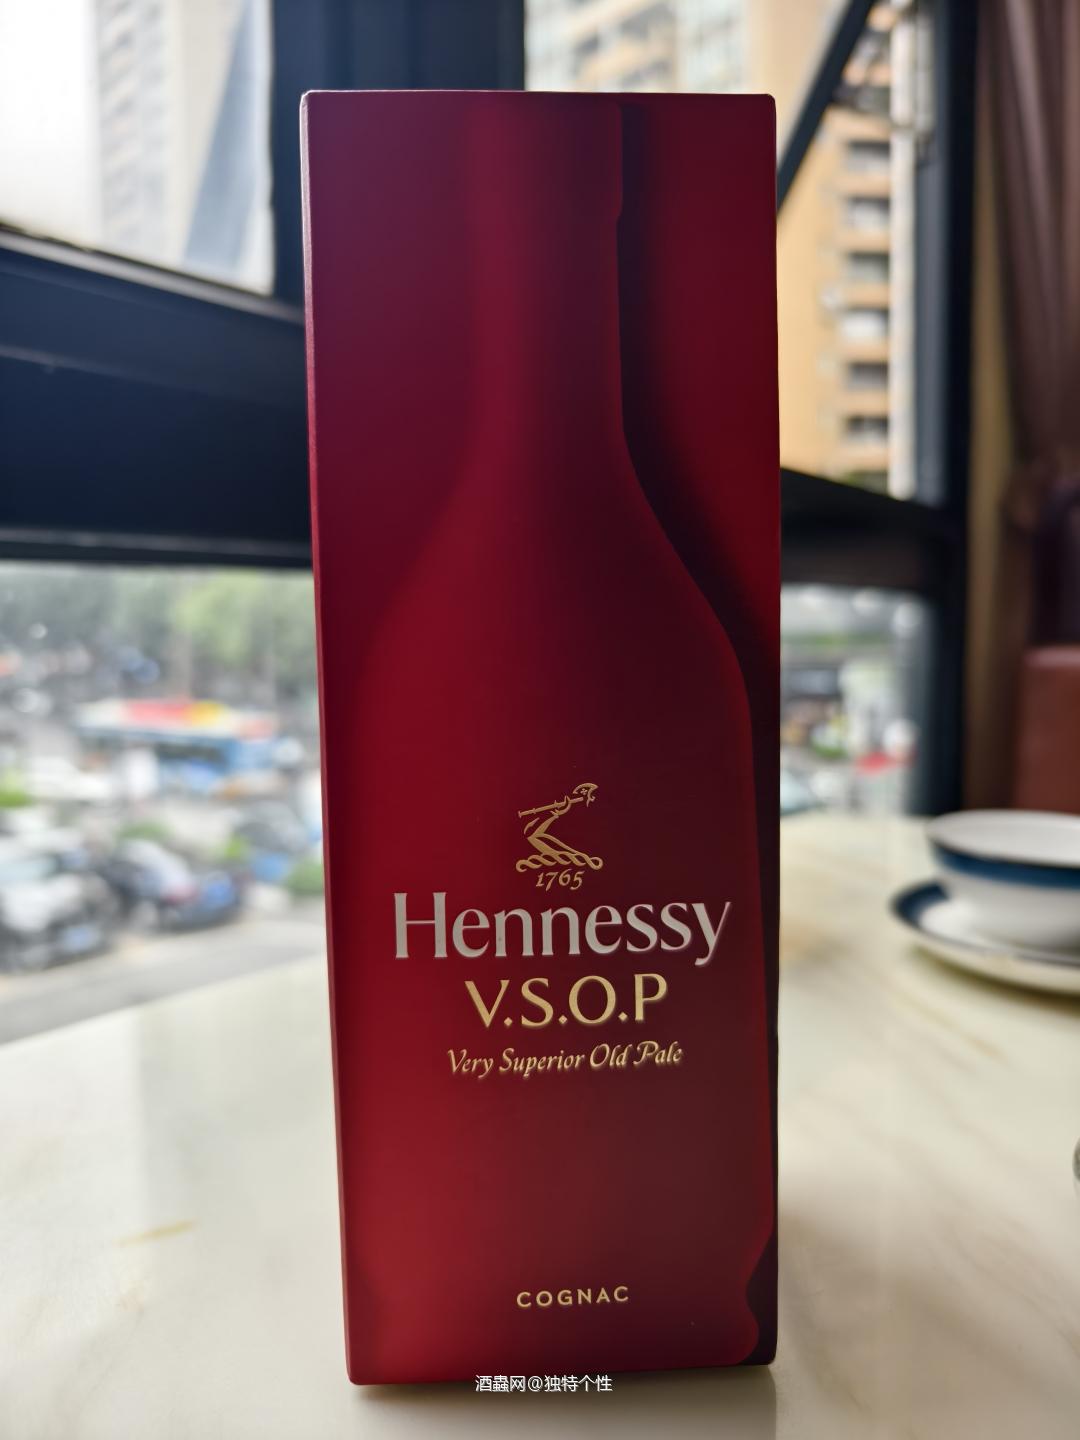 1765
Hennessy
V.S.O.P
Very Superior Old Pale
COGNAC
酒蟲网@独特个性